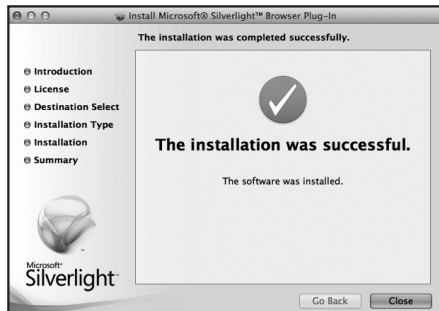 Install Microsoft® Silverlight™ Browser Plug-In
The installation was completed successfully.
Introduction
License
Destination Select
Installation Type
Installation
Summary
The installation was successful.
The software was installed.
Microsoft®
Silverlight™
Go Back
Close